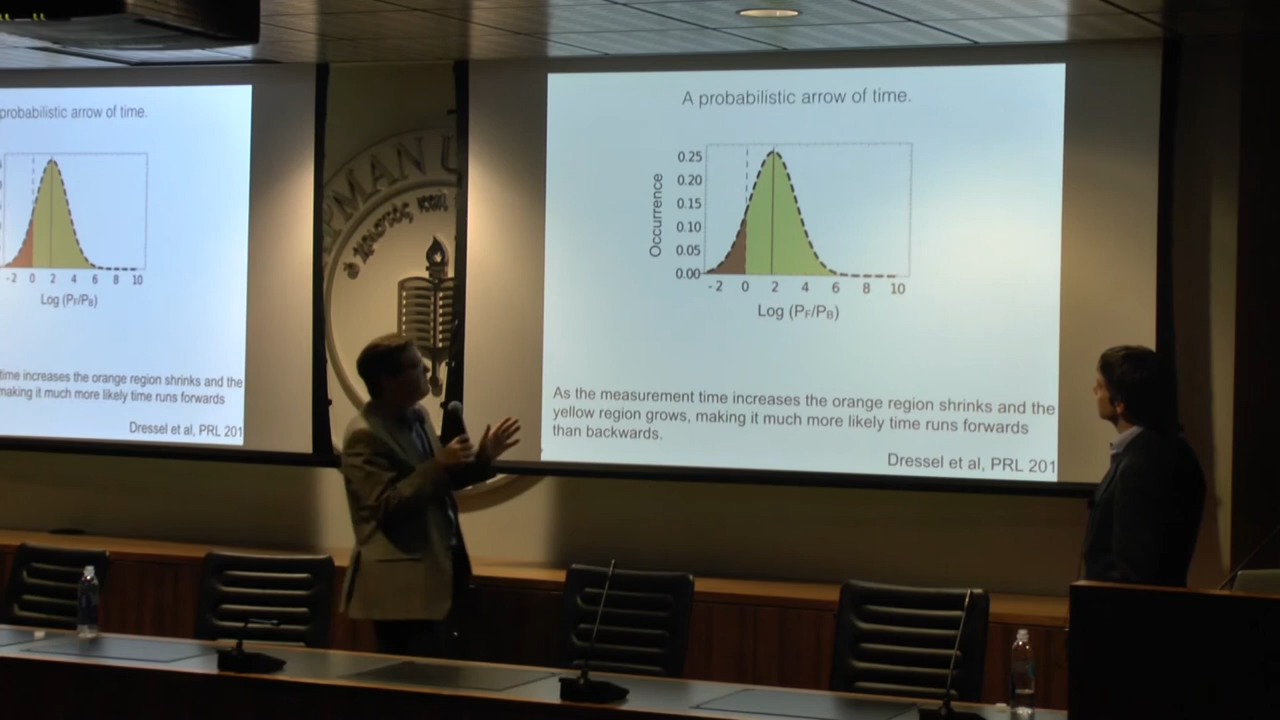 probabilistic arrow of time.
-2 0 2 4 6 8 10
Log (PF/PB)
time increases the orange region shrinks and the
making it much more likely time runs forwards
Dressel et al, PRL 201
PMAN U
ΧΡΙΣΤΟΣ, ΚΑΙ
A probabilistic arrow of time.
Occurrence
0.25
0.20
0.15
0.10
0.05
0.00
-2 0 2 4 6 8 10
Log (PF/PB)
As the measurement time increases the orange region shrinks and the
yellow region grows, making it much more likely time runs forwards
than backwards.
Dressel et al, PRL 201